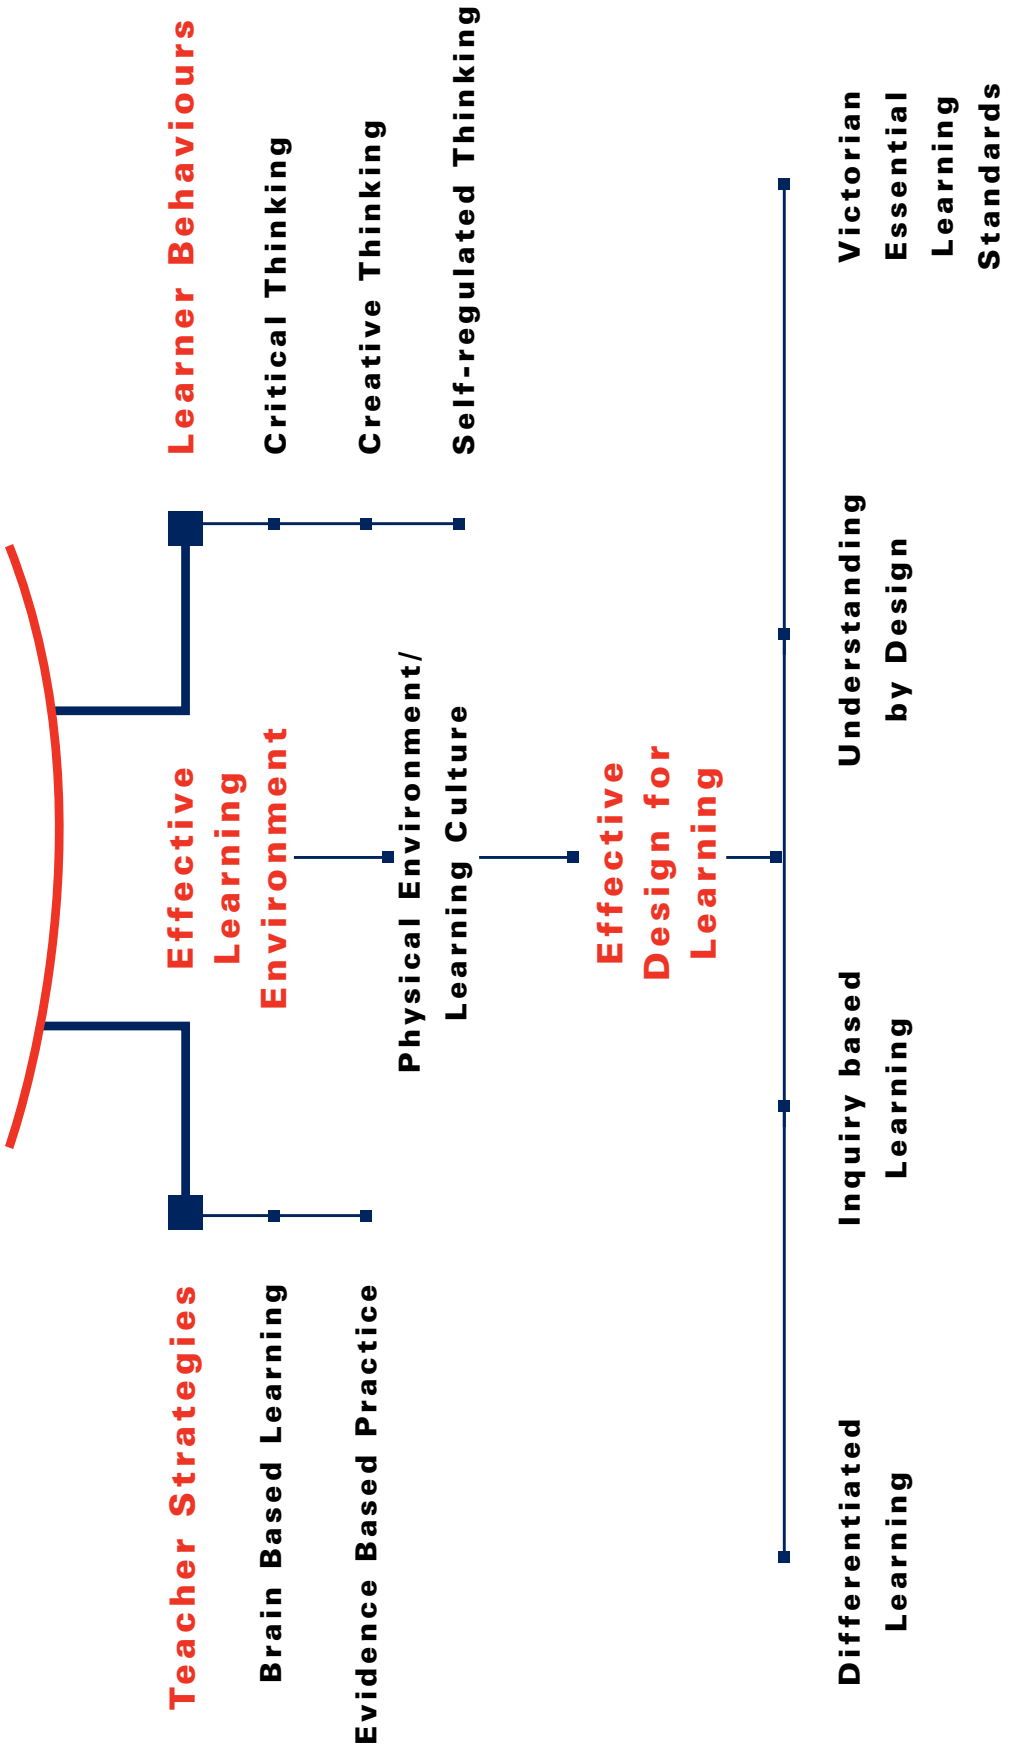 Teacher Strategies
Brain Based Learning
Evidence Based Practice
Effective
Learning
Environment
Physical Environment/
Learning Culture
Learner Behaviours
Critical Thinking
Creative Thinking
Self-regulated Thinking
Effective
Design for
Learning
Differentiated
Learning
Inquiry based
Learning
Understanding
by Design
Victorian
Essential
Learning
Standards